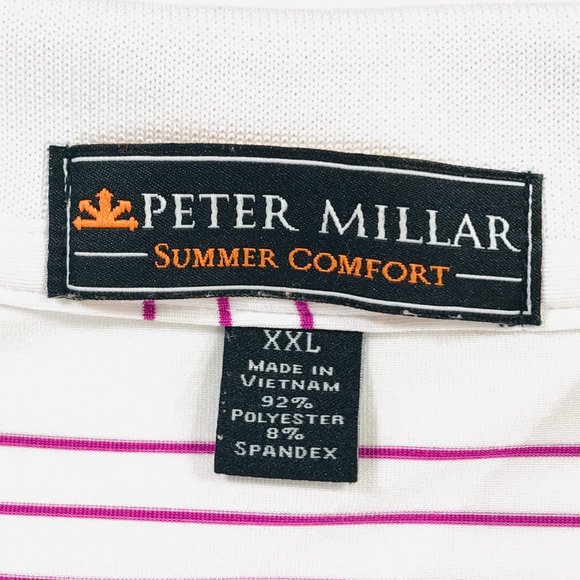 PETER MILLAR
SUMMER COMFORT
XXL
MADE IN
VIETNAM
92%
POLYESTER
8%
SPANDEX